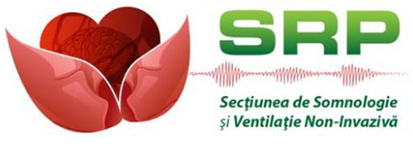 SRP
Secțiunea de Somnologie
și Ventilație Non-Invazivă